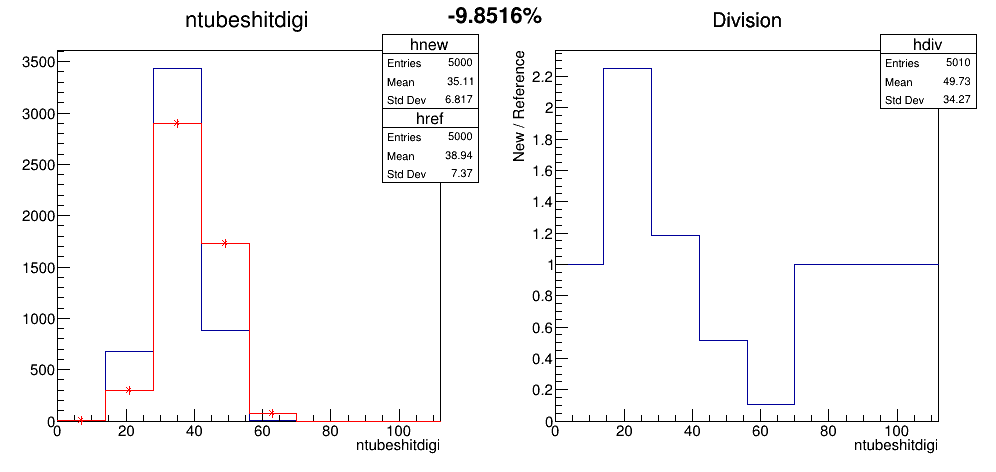 -9.8516%
ntubeshitdigi
hnew
Entries 5000
Mean 35.11
Std Dev 6.817
href
Entries 5000
Mean 38.94
Std Dev 7.37
3500
3000
2500
2000
1500
1000
500
0
0 20 40 60 80 100
ntubeshitdigi
Division
hdiv
Entries 5010
Mean 49.73
Std Dev 34.27
New / Reference
2.2
2
1.8
1.6
1.4
1.2
1
0.8
0.6
0.4
0.2
0
0 20 40 60 80 100
ntubeshitdigi